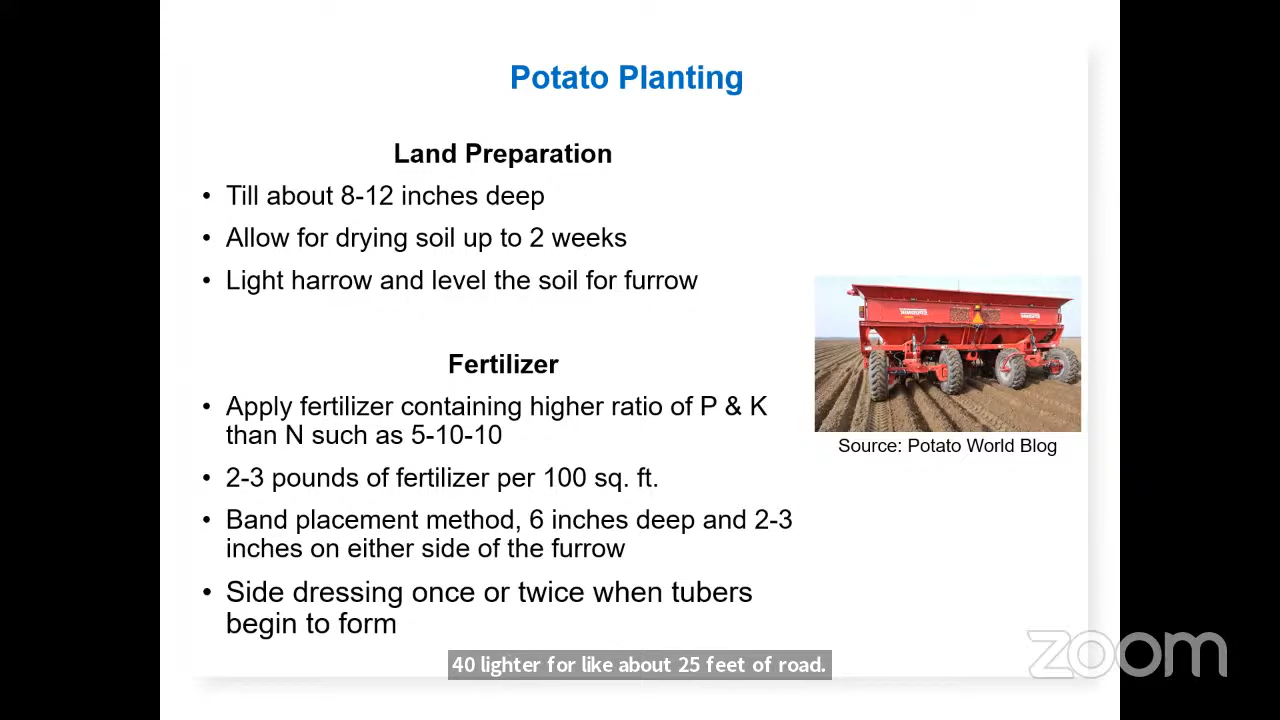 Potato Planting
Land Preparation
• Till about 8-12 inches deep
• Allow for drying soil up to 2 weeks
• Light harrow and level the soil for furrow
Fertilizer
• Apply fertilizer containing higher ratio of P & K
than N such as 5-10-10
Source: Potato World Blog
• 2-3 pounds of fertilizer per 100 sq. ft.
• Band placement method, 6 inches deep and 2-3
inches on either side of the furrow
• Side dressing once or twice when tubers
begin to form
40 lighter for like about 25 feet of road.
zoom